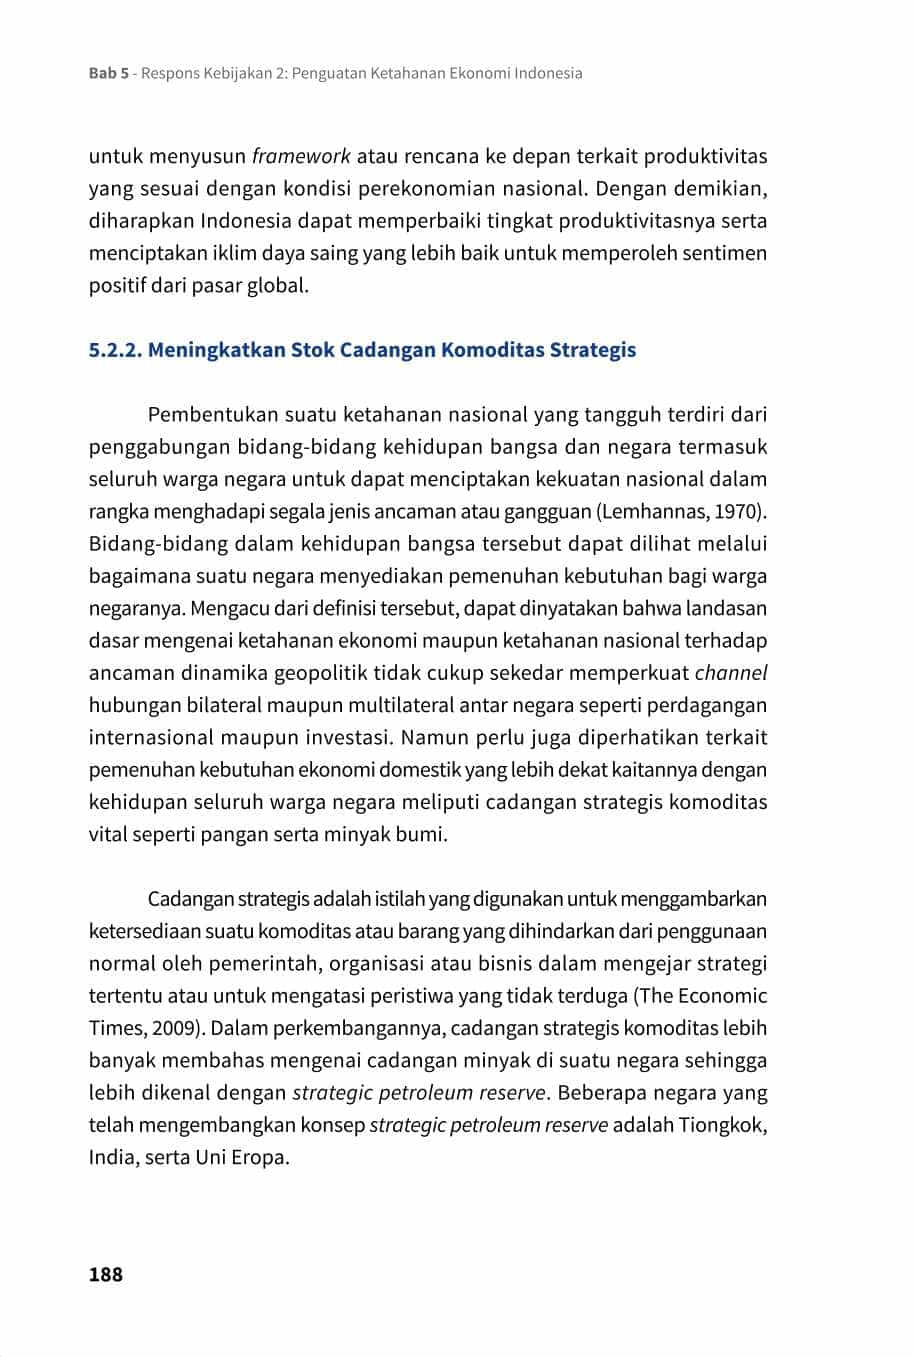 Bab 5 - Respons Kebijakan 2: Penguatan Ketahanan Ekonomi Indonesia
untuk menyusun framework atau rencana ke depan terkait produktivitas
yang sesuai dengan kondisi perekonomian nasional. Dengan demikian,
diharapkan Indonesia dapat memperbaiki tingkat produktivitasnya serta
menciptakan iklim daya saing yang lebih baik untuk memperoleh sentimen
positif dari pasar global.
5.2.2. Meningkatkan Stok Cadangan Komoditas Strategis
Pembentukan suatu ketahanan nasional yang tangguh terdiri dari
penggabungan bidang-bidang kehidupan bangsa dan negara termasuk
seluruh warga negara untuk dapat menciptakan kekuatan nasional dalam
rangka menghadapi segala jenis ancaman atau gangguan (Lemhannas, 1970).
Bidang-bidang dalam kehidupan bangsa tersebut dapat dilihat melalui
bagaimana suatu negara menyediakan pemenuhan kebutuhan bagi warga
negaranya. Mengacu dari definisi tersebut, dapat dinyatakan bahwa landasan
dasar mengenai ketahanan ekonomi maupun ketahanan nasional terhadap
ancaman dinamika geopolitik tidak cukup sekedar memperkuat channel
hubungan bilateral maupun multilateral antar negara seperti perdagangan
internasional maupun investasi. Namun perlu juga diperhatikan terkait
pemenuhan kebutuhan ekonomi domestik yang lebih dekat kaitannya dengan
kehidupan seluruh warga negara meliputi cadangan strategis komoditas
vital seperti pangan serta minyak bumi.
Cadangan strategis adalah istilah yang digunakan untuk menggambarkan
ketersediaan suatu komoditas atau barang yang dihindarkan dari penggunaan
normal oleh pemerintah, organisasi atau bisnis dalam mengejar strategi
tertentu atau untuk mengatasi peristiwa yang tidak terduga (The Economic
Times, 2009). Dalam perkembangannya, cadangan strategis komoditas lebih
banyak membahas mengenai cadangan minyak di suatu negara sehingga
lebih dikenal dengan strategic petroleum reserve. Beberapa negara yang
telah mengembangkan konsep strategic petroleum reserve adalah Tiongkok,
India, serta Uni Eropa.
188